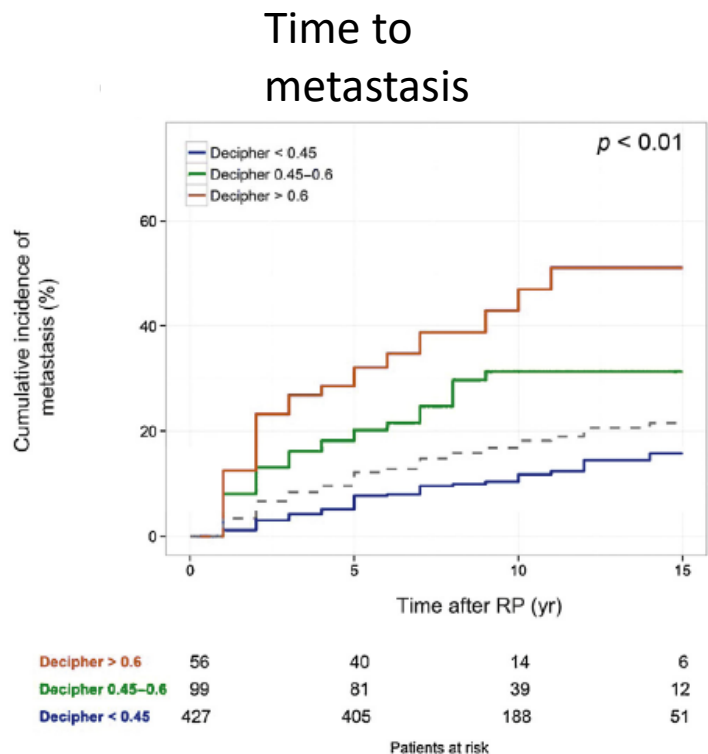 Time to
metastasis
p < 0.01
Decipher < 0.45
Decipher 0.45–0.6
Decipher > 0.6
Cumulative incidence of
metastasis (%)
60
40
20
0
0 5 10 15
Time after RP (yr)
Decipher > 0.6 56 40 14 6
Decipher 0.45–0.6 99 81 39 12
Decipher < 0.45 427 405 188 51
Patients at risk